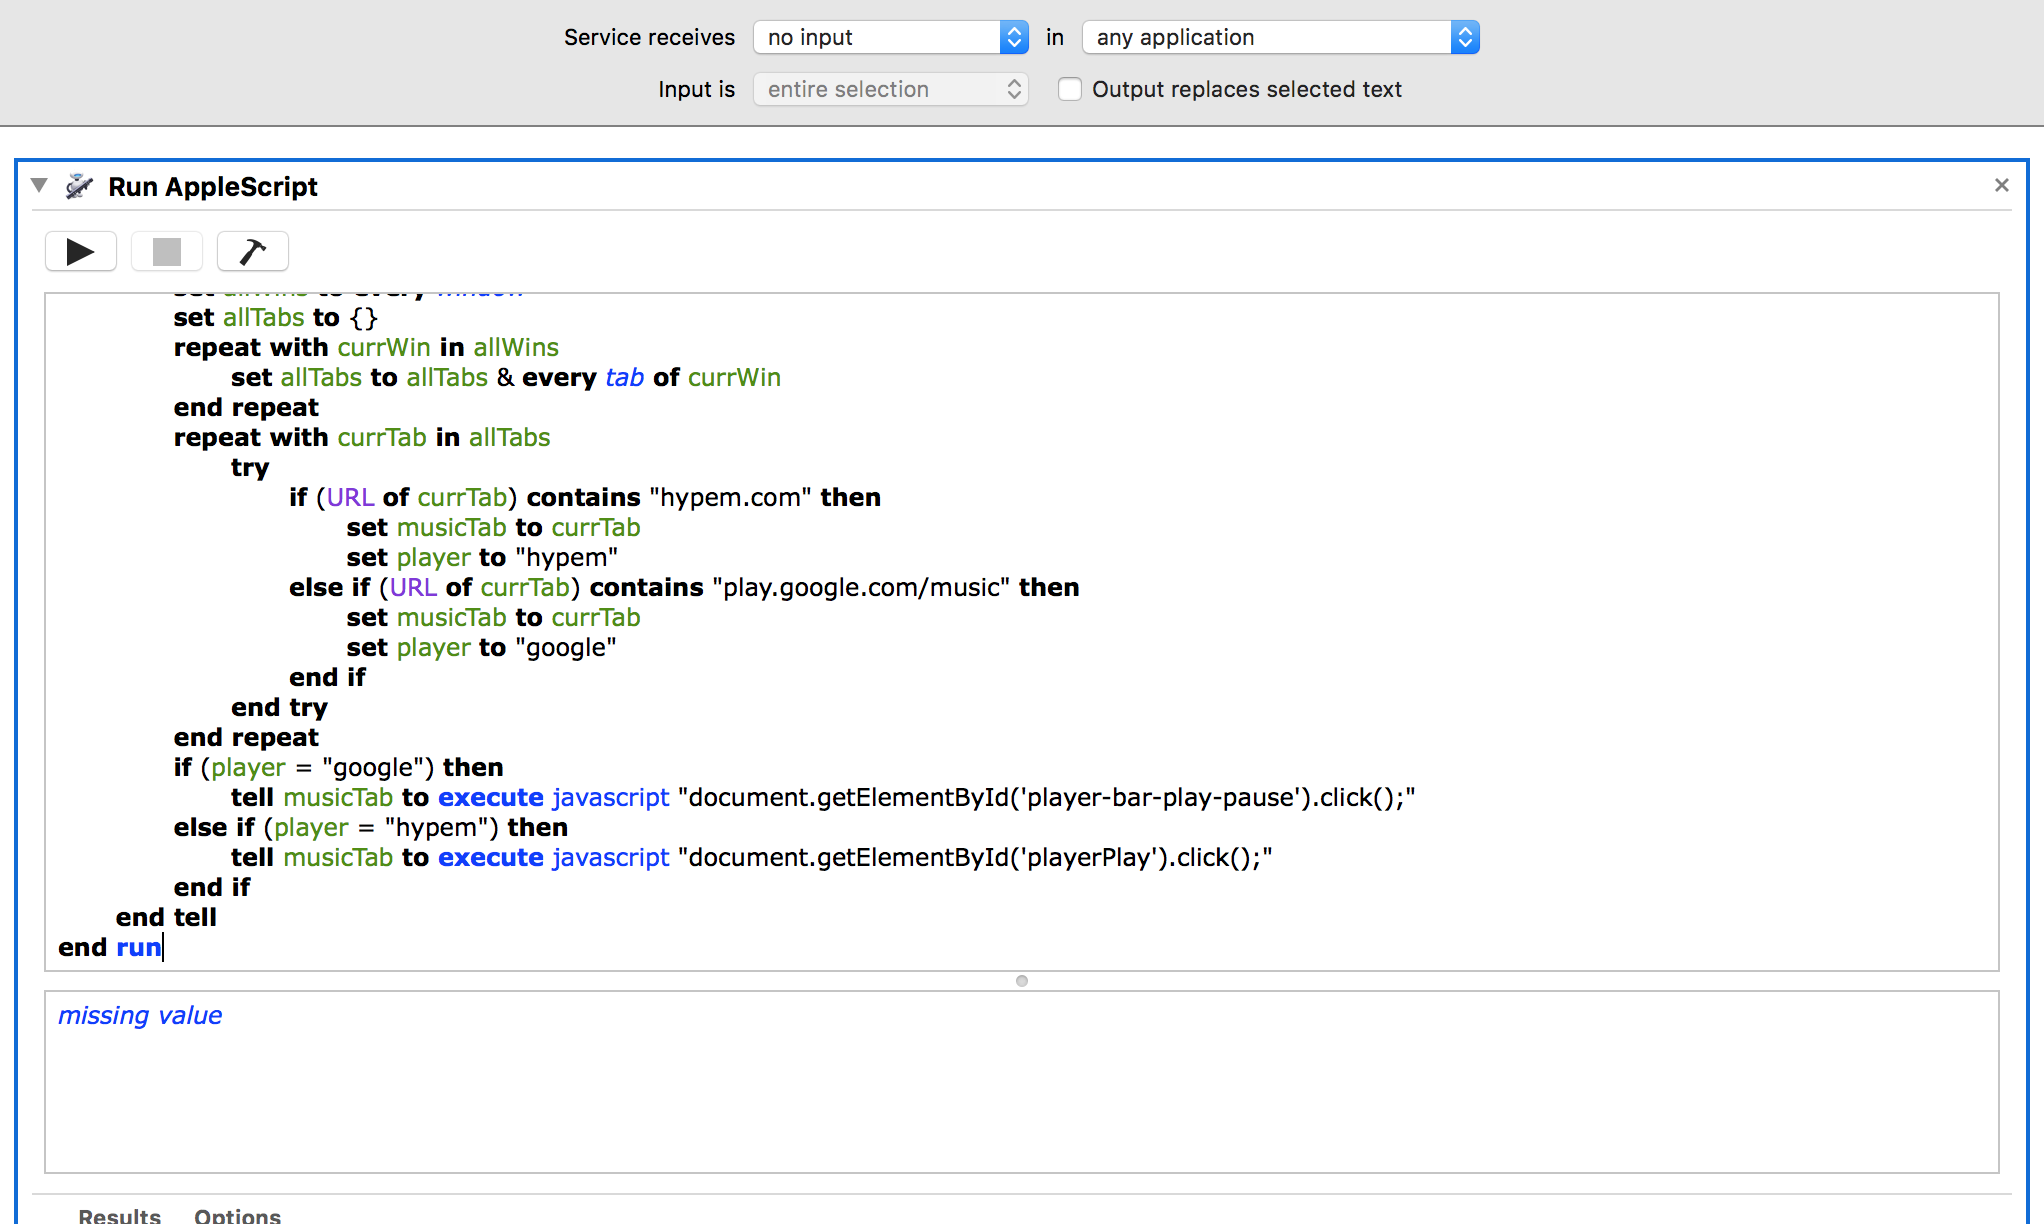 Service receives no input in any application
Input is entire selection Output replaces selected text
Run AppleScript
set allWins to every window
set allTabs to {}
repeat with currWin in allWins
set allTabs to allTabs & every tab of currWin
end repeat
repeat with currTab in allTabs
try
if (URL of currTab) contains "hypem.com" then
set musicTab to currTab
set player to "hypem"
else if (URL of currTab) contains "play.google.com/music" then
set musicTab to currTab
set player to "google"
end if
end try
end repeat
if (player = "google") then
tell musicTab to execute javascript "document.getElementById('player-bar-play-pause').click();"
else if (player = "hypem") then
tell musicTab to execute javascript "document.getElementById('playerPlay').click();"
end if
end tell
end run
missing value
Results Options